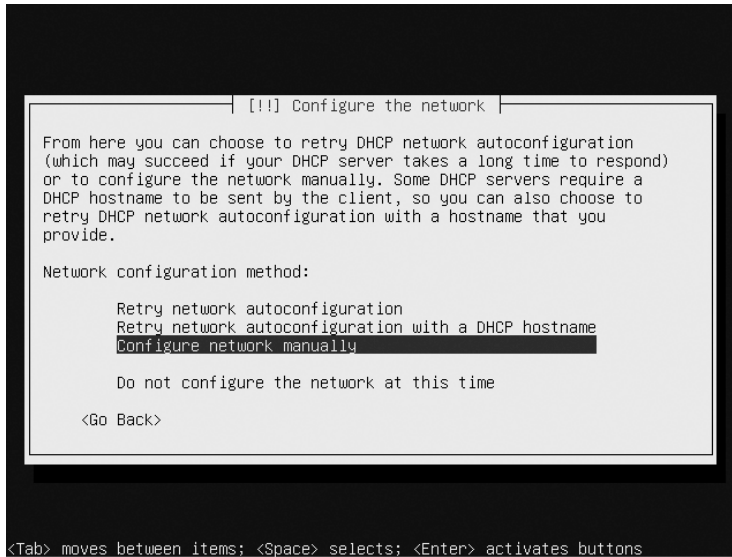 [!!] Configure the network
From here you can choose to retry DHCP network autoconfiguration
(which may succeed if your DHCP server takes a long time to respond)
or to configure the network manually. Some DHCP servers require a
DHCP hostname to be sent by the client, so you can also choose to
retry DHCP network autoconfiguration with a hostname that you
provide.
Network configuration method:
Retry network autoconfiguration
Retry network autoconfiguration with a DHCP hostname
Configure network manually
Do not configure the network at this time
<Go Back>
<Tab> moves between items; <Space> selects; <Enter> activates buttons